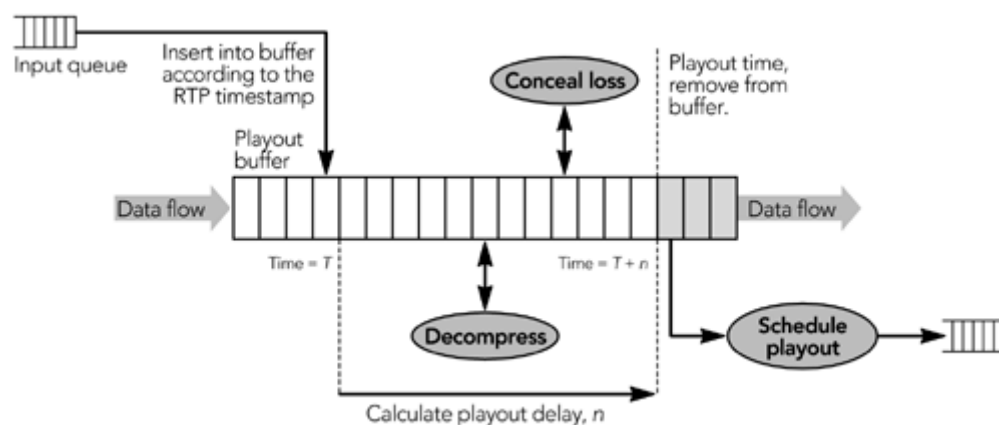 Input queue
Insert into buffer
according to the
RTP timestamp
Conceal loss
Playout time,
remove from
buffer.
Playout
buffer
Data flow
Data flow
Time = T
Time = T + n
Decompress
Schedule
playout
Calculate playout delay, n